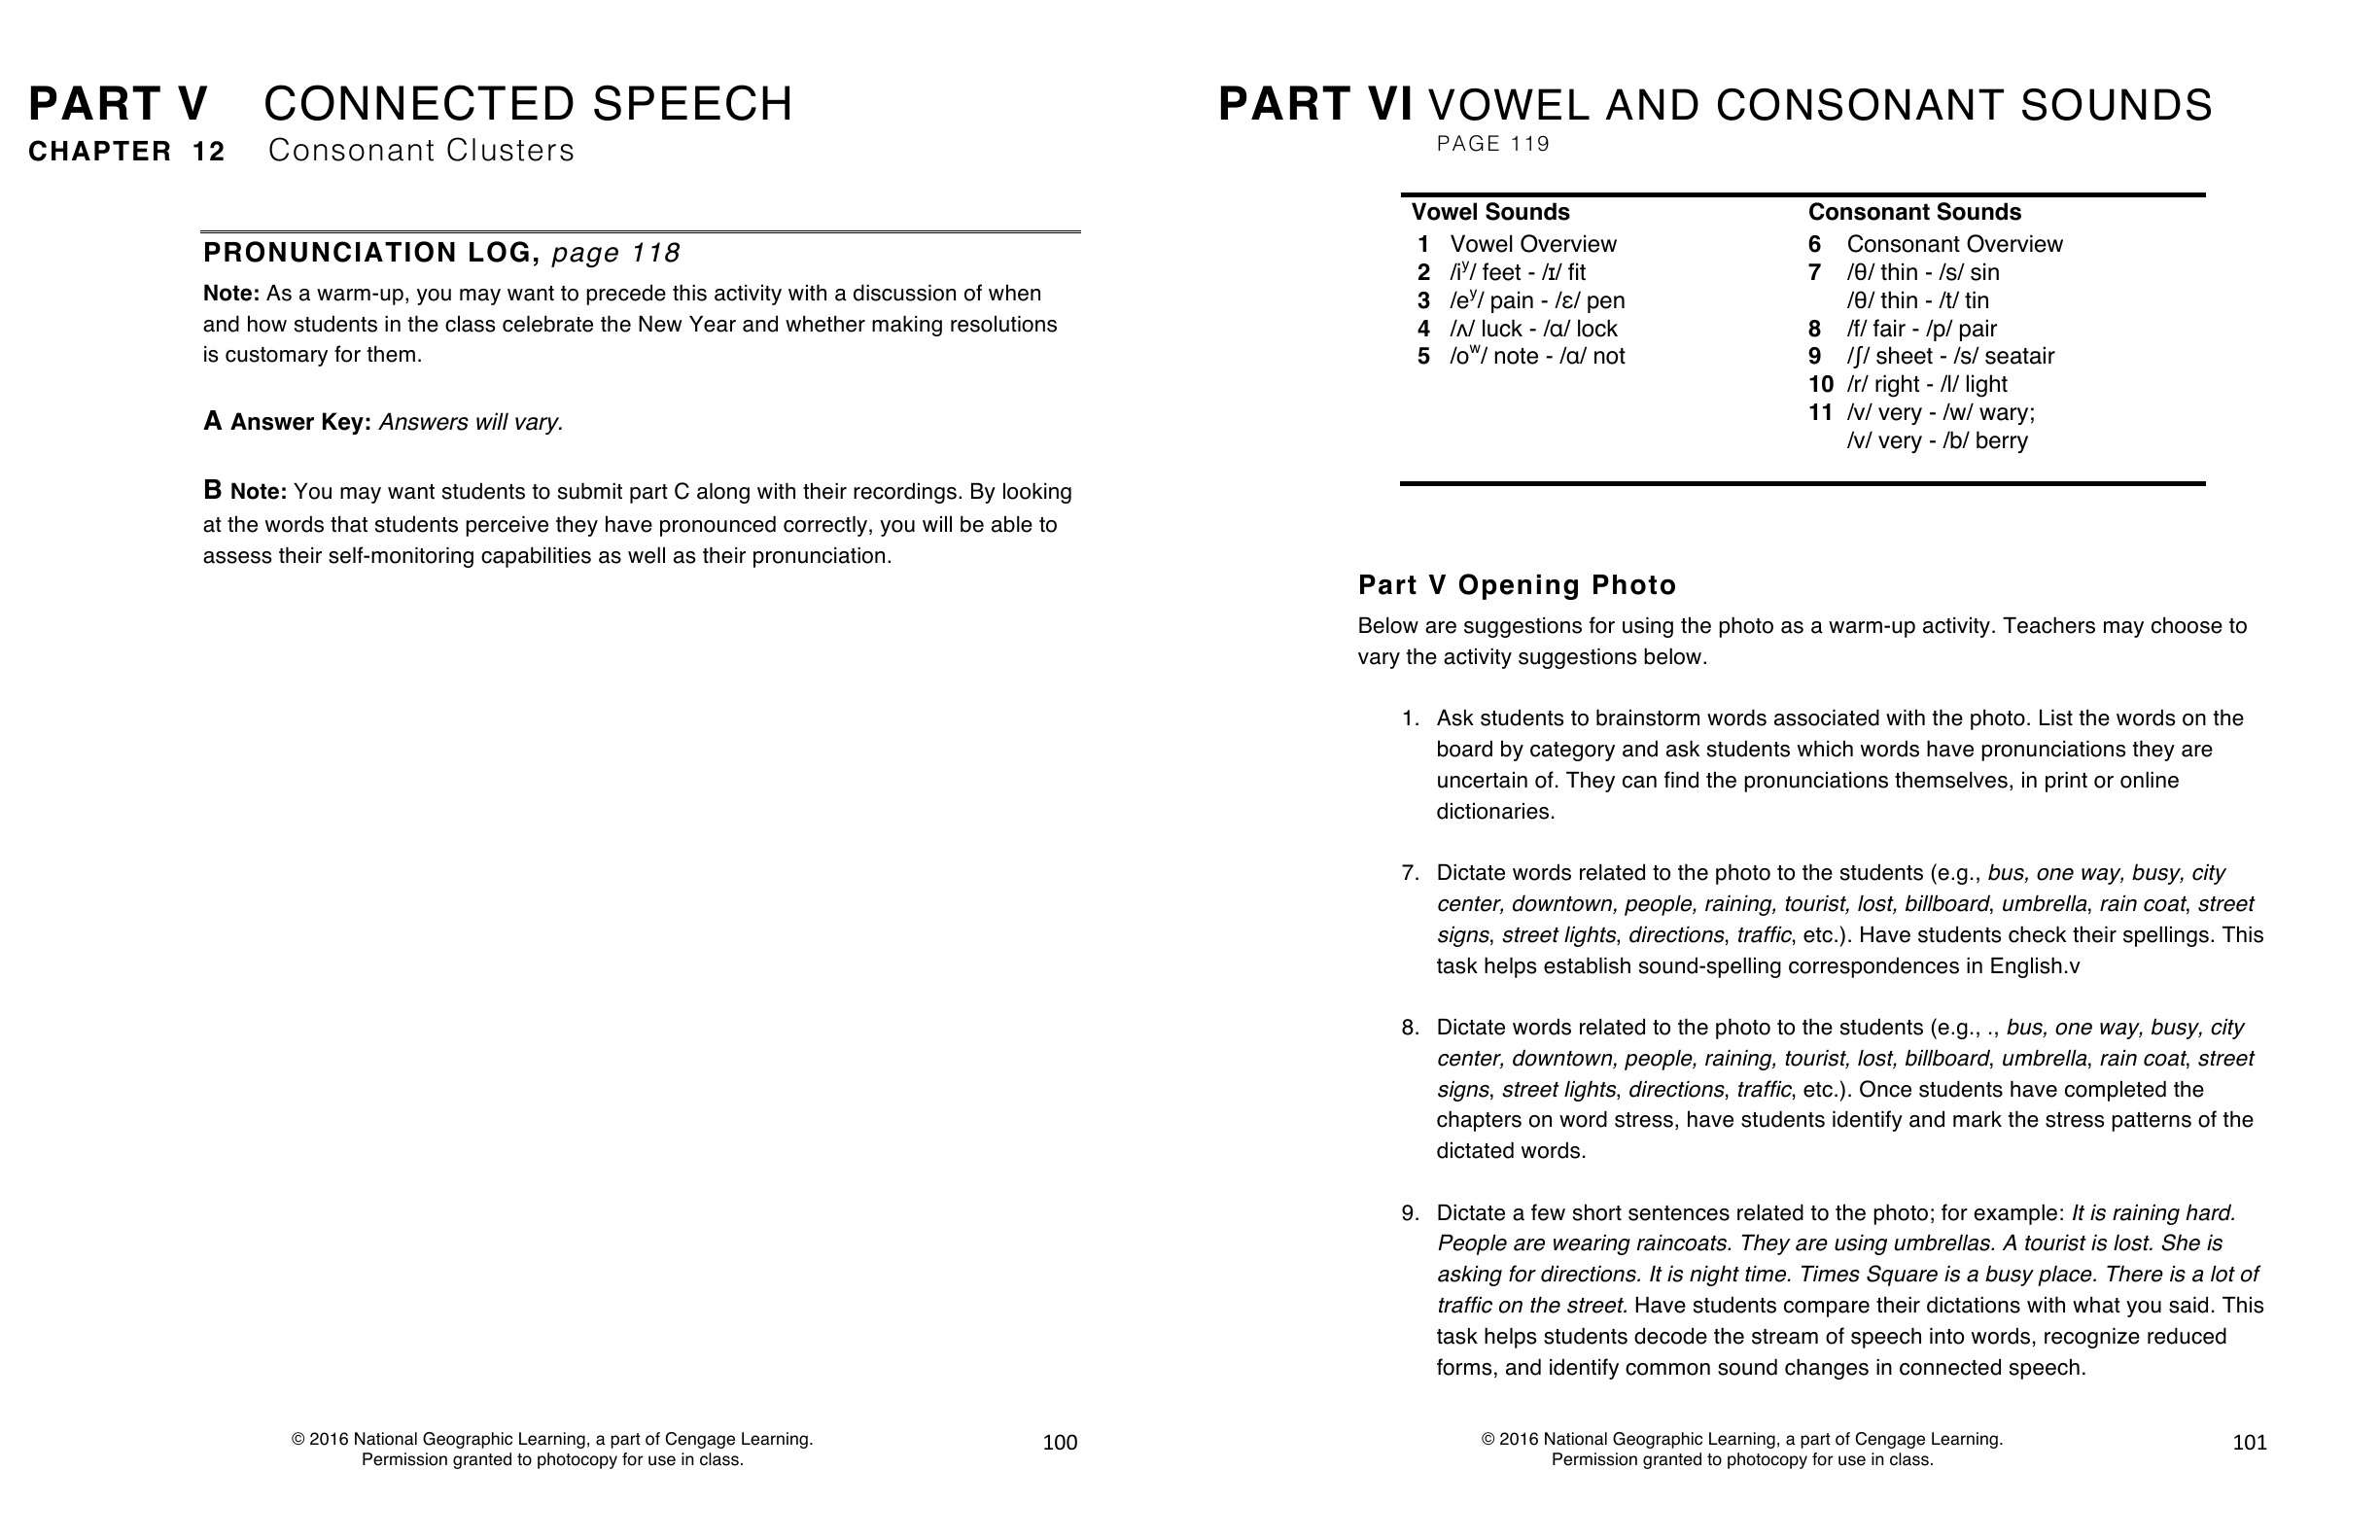 PART V CONNECTED SPEECH
CHAPTER 12 Consonant Clusters
PRONUNCIATION LOG, page 118
Note: As a warm-up, you may want to precede this activity with a discussion of when
and how students in the class celebrate the New Year and whether making resolutions
is customary for them.
A Answer Key: Answers will vary.
B Note: You may want students to submit part C along with their recordings. By looking
at the words that students perceive they have pronounced correctly, you will be able to
assess their self-monitoring capabilities as well as their pronunciation.
© 2016 National Geographic Learning, a part of Cengage Learning.
Permission granted to photocopy for use in class.
100
PART VI VOWEL AND CONSONANT SOUNDS
PAGE 119
Vowel Sounds
1 Vowel Overview
2 /iʸ/ feet - /ɪ/ fit
3 /eʸ/ pain - /ɛ/ pen
4 /ʌ/ luck - /ɑ/ lock
5 /oʷ/ note - /ɑ/ not
Consonant Sounds
6 Consonant Overview
7 /θ/ thin - /s/ sin
/θ/ thin - /t/ tin
8 /f/ fair - /p/ pair
9 /ʃ/ sheet - /s/ seatair
10 /r/ right - /l/ light
11 /v/ very - /w/ wary;
/v/ very - /b/ berry
Part V Opening Photo
Below are suggestions for using the photo as a warm-up activity. Teachers may choose to
vary the activity suggestions below.
1. Ask students to brainstorm words associated with the photo. List the words on the
board by category and ask students which words have pronunciations they are
uncertain of. They can find the pronunciations themselves, in print or online
dictionaries.
7. Dictate words related to the photo to the students (e.g., bus, one way, busy, city
center, downtown, people, raining, tourist, lost, billboard, umbrella, rain coat, street
signs, street lights, directions, traffic, etc.). Have students check their spellings. This
task helps establish sound-spelling correspondences in English.v
8. Dictate words related to the photo to the students (e.g., ., bus, one way, busy, city
center, downtown, people, raining, tourist, lost, billboard, umbrella, rain coat, street
signs, street lights, directions, traffic, etc.). Once students have completed the
chapters on word stress, have students identify and mark the stress patterns of the
dictated words.
9. Dictate a few short sentences related to the photo; for example: It is raining hard.
People are wearing raincoats. They are using umbrellas. A tourist is lost. She is
asking for directions. It is night time. Times Square is a busy place. There is a lot of
traffic on the street. Have students compare their dictations with what you said. This
task helps students decode the stream of speech into words, recognize reduced
forms, and identify common sound changes in connected speech.
© 2016 National Geographic Learning, a part of Cengage Learning.
Permission granted to photocopy for use in class.
101